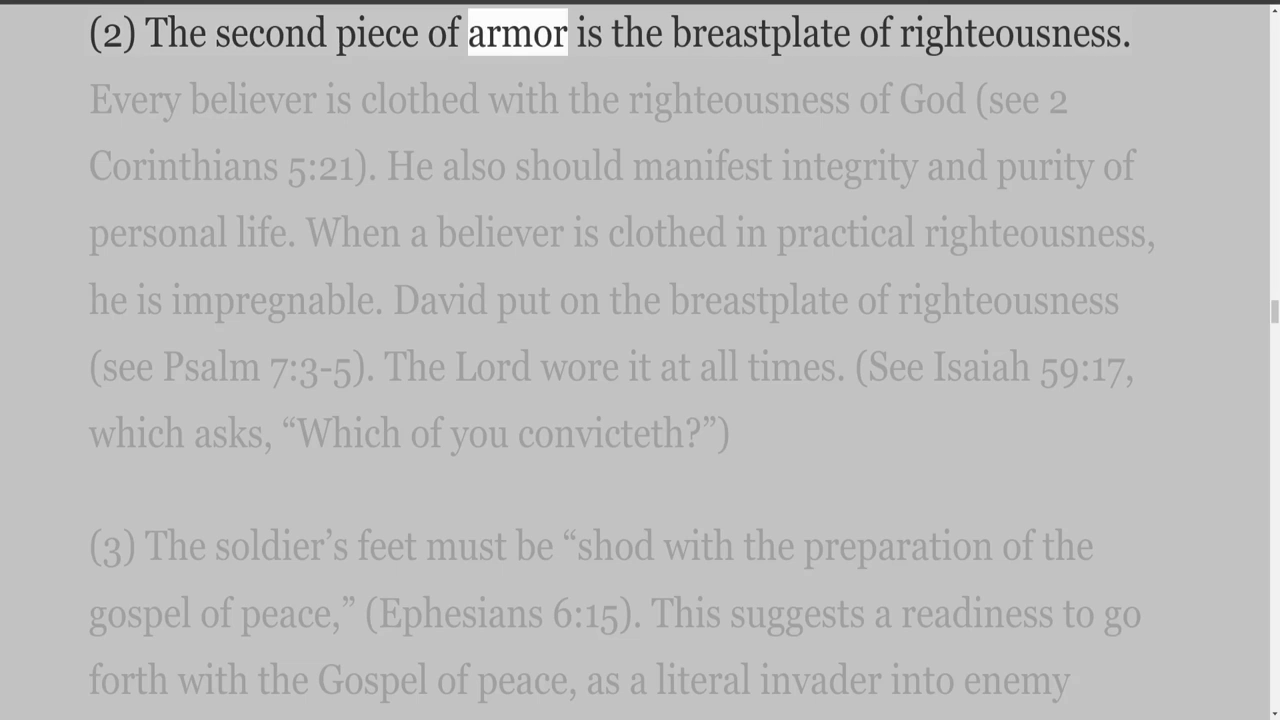 (2) The second piece of armor is the breastplate of righteousness.
Every believer is clothed with the righteousness of God (see 2
Corinthians 5:21). He also should manifest integrity and purity of
personal life. When a believer is clothed in practical righteousness,
he is impregnable. David put on the breastplate of righteousness
(see Psalm 7:3-5). The Lord wore it at all times. (See Isaiah 59:17,
which asks, “Which of you convicteth?”)
(3) The soldier’s feet must be “shod with the preparation of the
gospel of peace,” (Ephesians 6:15). This suggests a readiness to go
forth with the Gospel of peace, as a literal invader into enemy